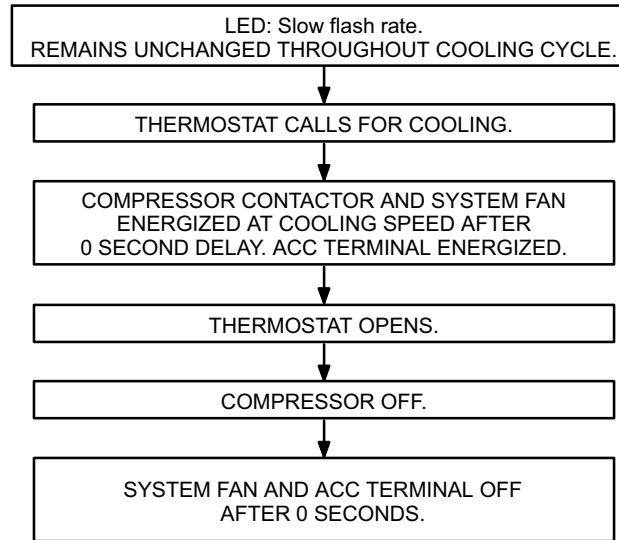 LED: Slow flash rate.
REMAINS UNCHANGED THROUGHOUT COOLING CYCLE.
THERMOSTAT CALLS FOR COOLING.
COMPRESSOR CONTACTOR AND SYSTEM FAN
ENERGIZED AT COOLING SPEED AFTER
0 SECOND DELAY. ACC TERMINAL ENERGIZED.
THERMOSTAT OPENS.
COMPRESSOR OFF.
SYSTEM FAN AND ACC TERMINAL OFF
AFTER 0 SECONDS.